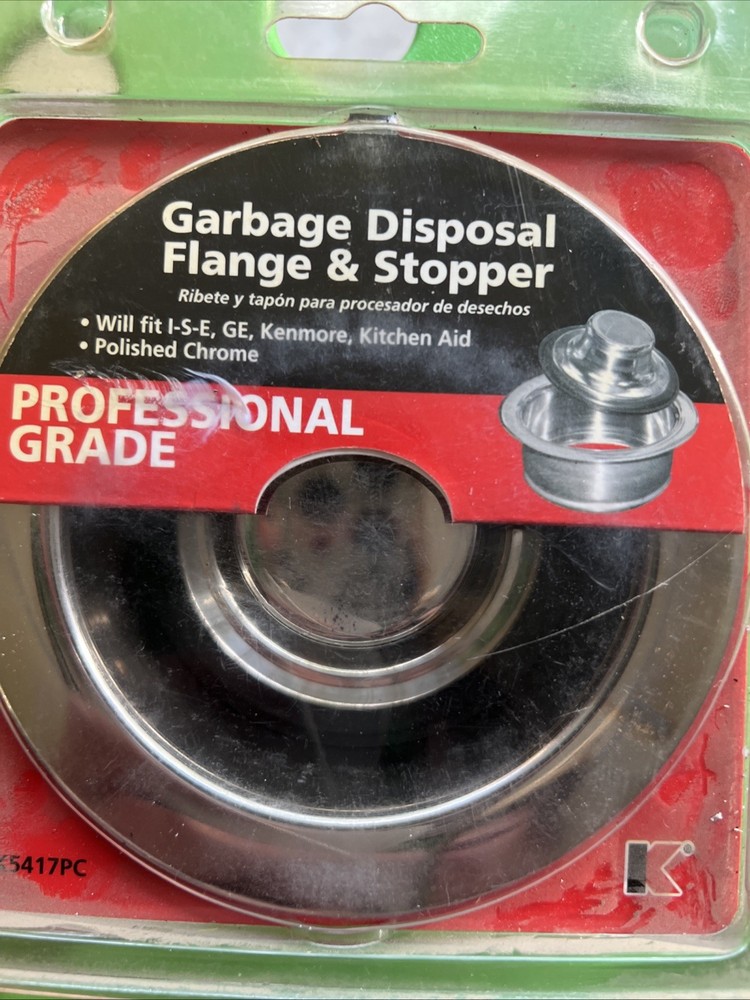 Garbage Disposal
Flange & Stopper
Ribete y tapón para procesador de desechos
• Will fit I-S-E, GE, Kenmore, Kitchen Aid
• Polished Chrome
PROFESSIONAL
GRADE
K5417PC
K